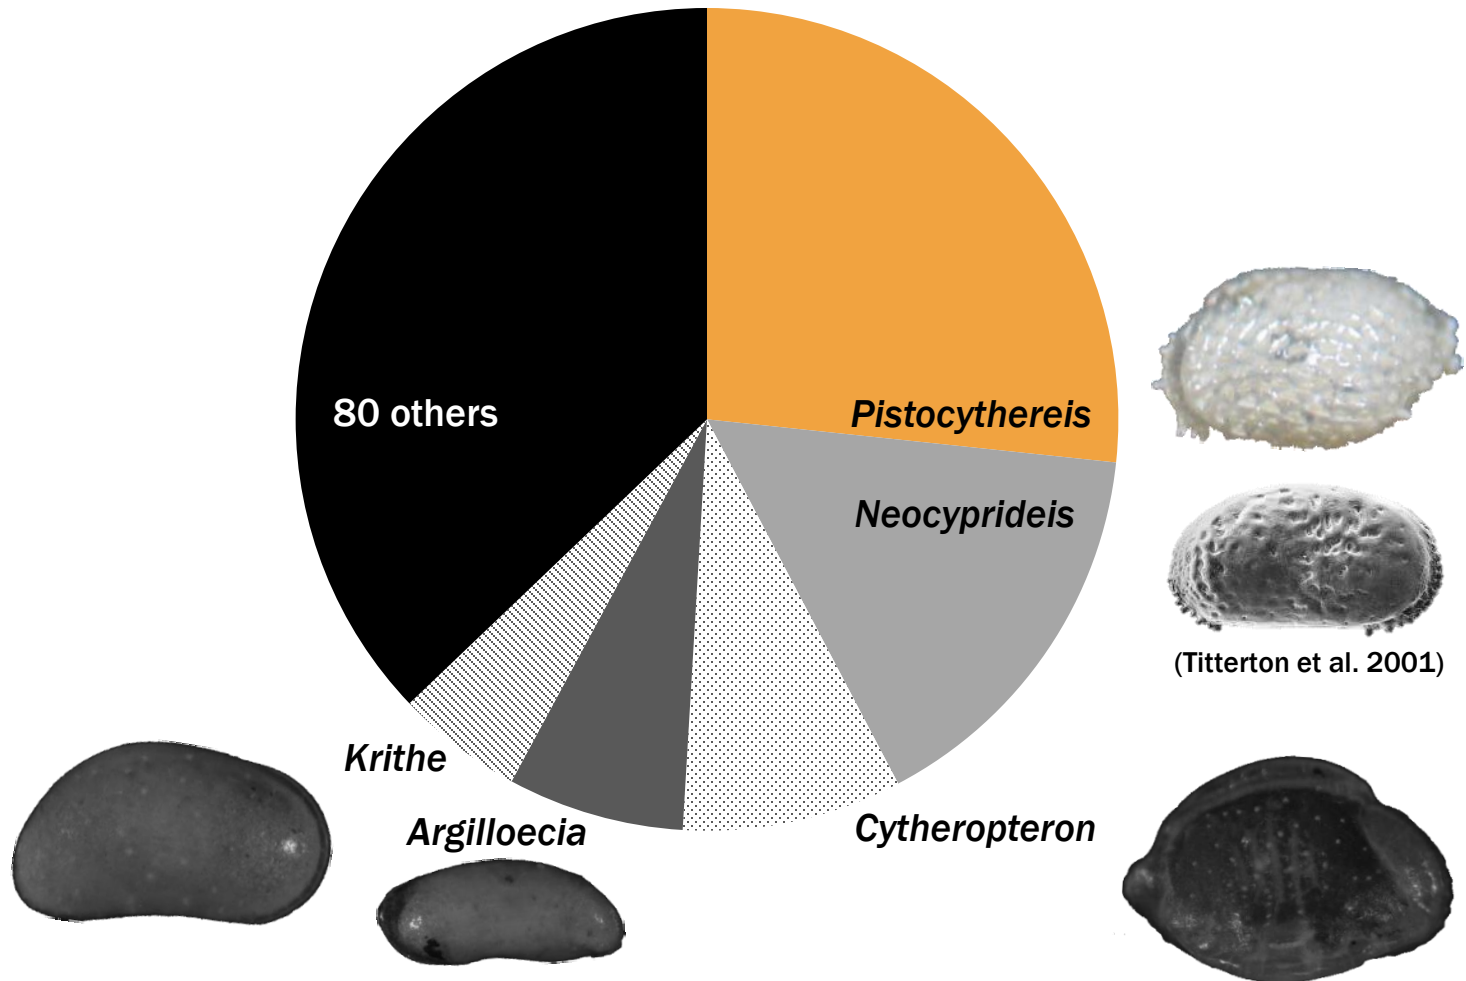 80 others
Pistocythereis
Neocyprideis
(Titterton et al. 2001)
Krithe
Argilloecia
Cytheropteron